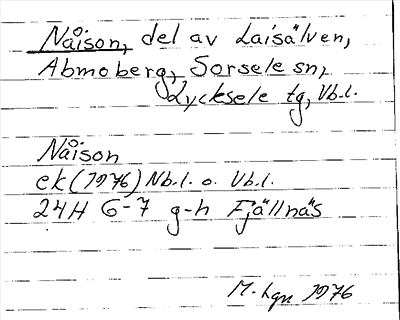 Nåison, del av Laisälven,
Abmoberg, Sorsele sn,
Lycksele tg, Vb.l.
Nåison
ek (1976) Nb.l. o. Vb.l.
24H 6-7 g-h Fjällnäs
M. Lgn 1976